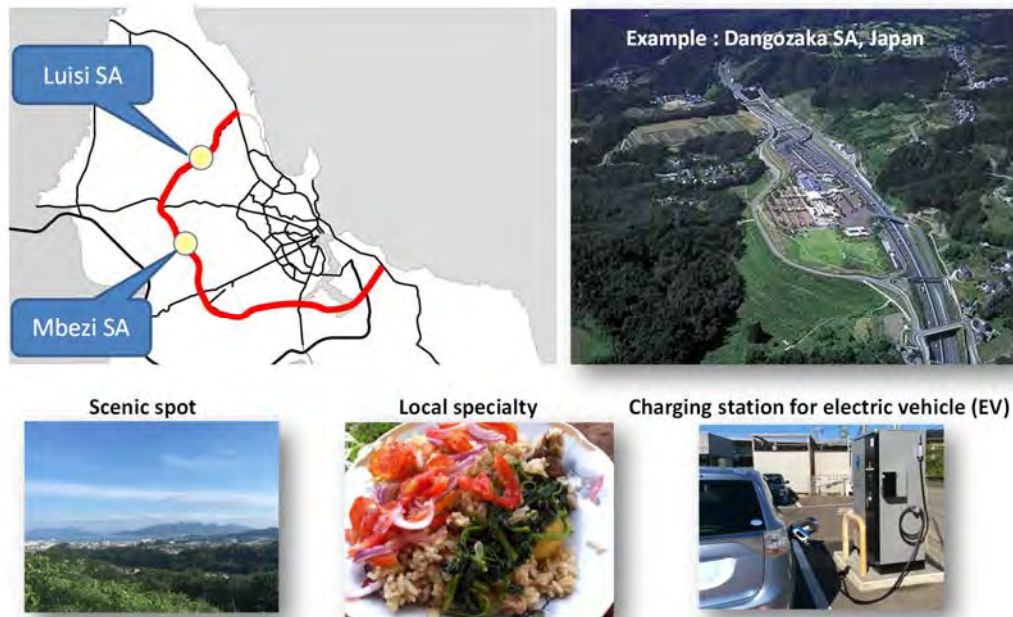 Luisi SA
Mbezi SA
Example : Dangozaka SA, Japan
Scenic spot
Local specialty
Charging station for electric vehicle (EV)